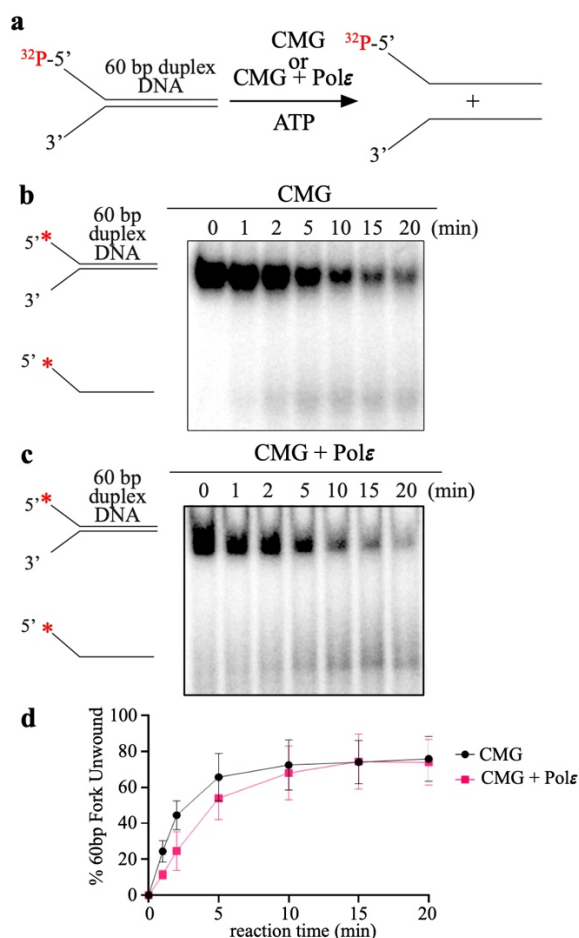 a
³²P-5’
60 bp duplex
DNA
3’
CMG
or
CMG + Polε
ATP
³²P-5’
+
3’
b
CMG
60 bp
duplex
DNA
5’*
3’
5’ *
0 1 2 5 10 15 20 (min)
c
CMG + Polε
60 bp
duplex
DNA
5’*
3’
5’ *
0 1 2 5 10 15 20 (min)
d
% 60bp Fork Unwound
100
80
60
40
20
0
0 5 10 15 20
reaction time (min)
CMG
CMG + Polε